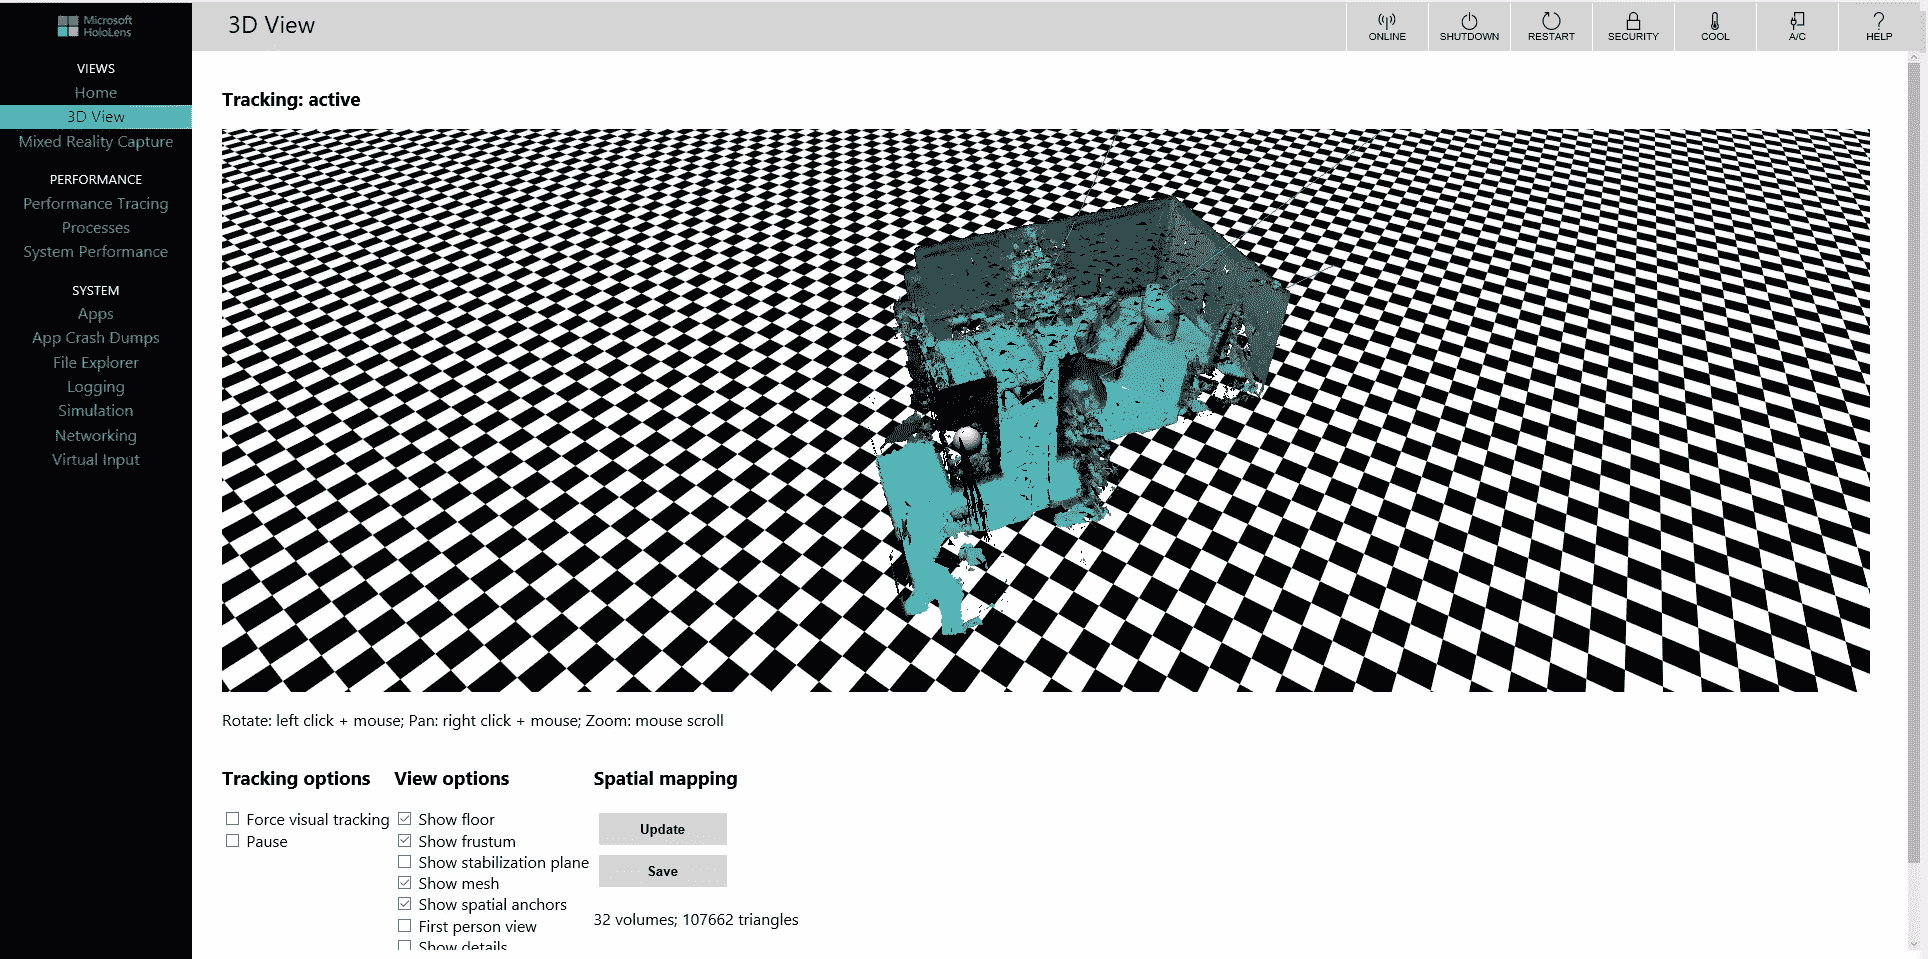 Microsoft
HoloLens
VIEWS
Home
3D View
Mixed Reality Capture
PERFORMANCE
Performance Tracing
Processes
System Performance
SYSTEM
Apps
App Crash Dumps
File Explorer
Logging
Simulation
Networking
Virtual Input
3D View
ONLINE
SHUTDOWN
RESTART
SECURITY
COOL
A/C
HELP
Tracking: active
Rotate: left click + mouse; Pan: right click + mouse; Zoom: mouse scroll
Tracking options
Force visual tracking
Pause
View options
Show floor
Show frustum
Show stabilization plane
Show mesh
Show spatial anchors
First person view
Show details
Spatial mapping
Update
Save
32 volumes; 107662 triangles